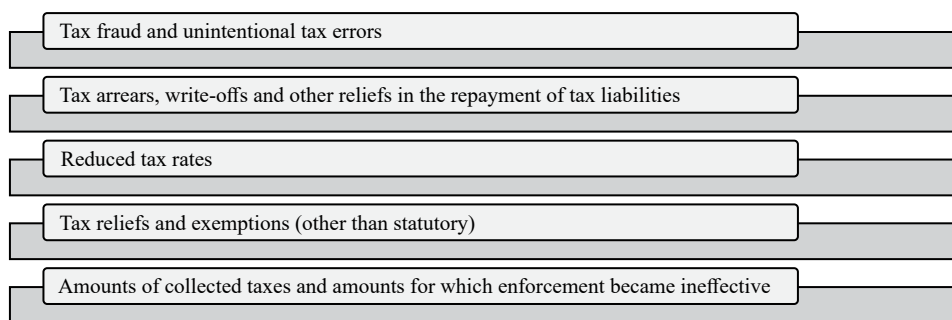 Tax fraud and unintentional tax errors
Tax arrears, write-offs and other reliefs in the repayment of tax liabilities
Reduced tax rates
Tax reliefs and exemptions (other than statutory)
Amounts of collected taxes and amounts for which enforcement became ineffective